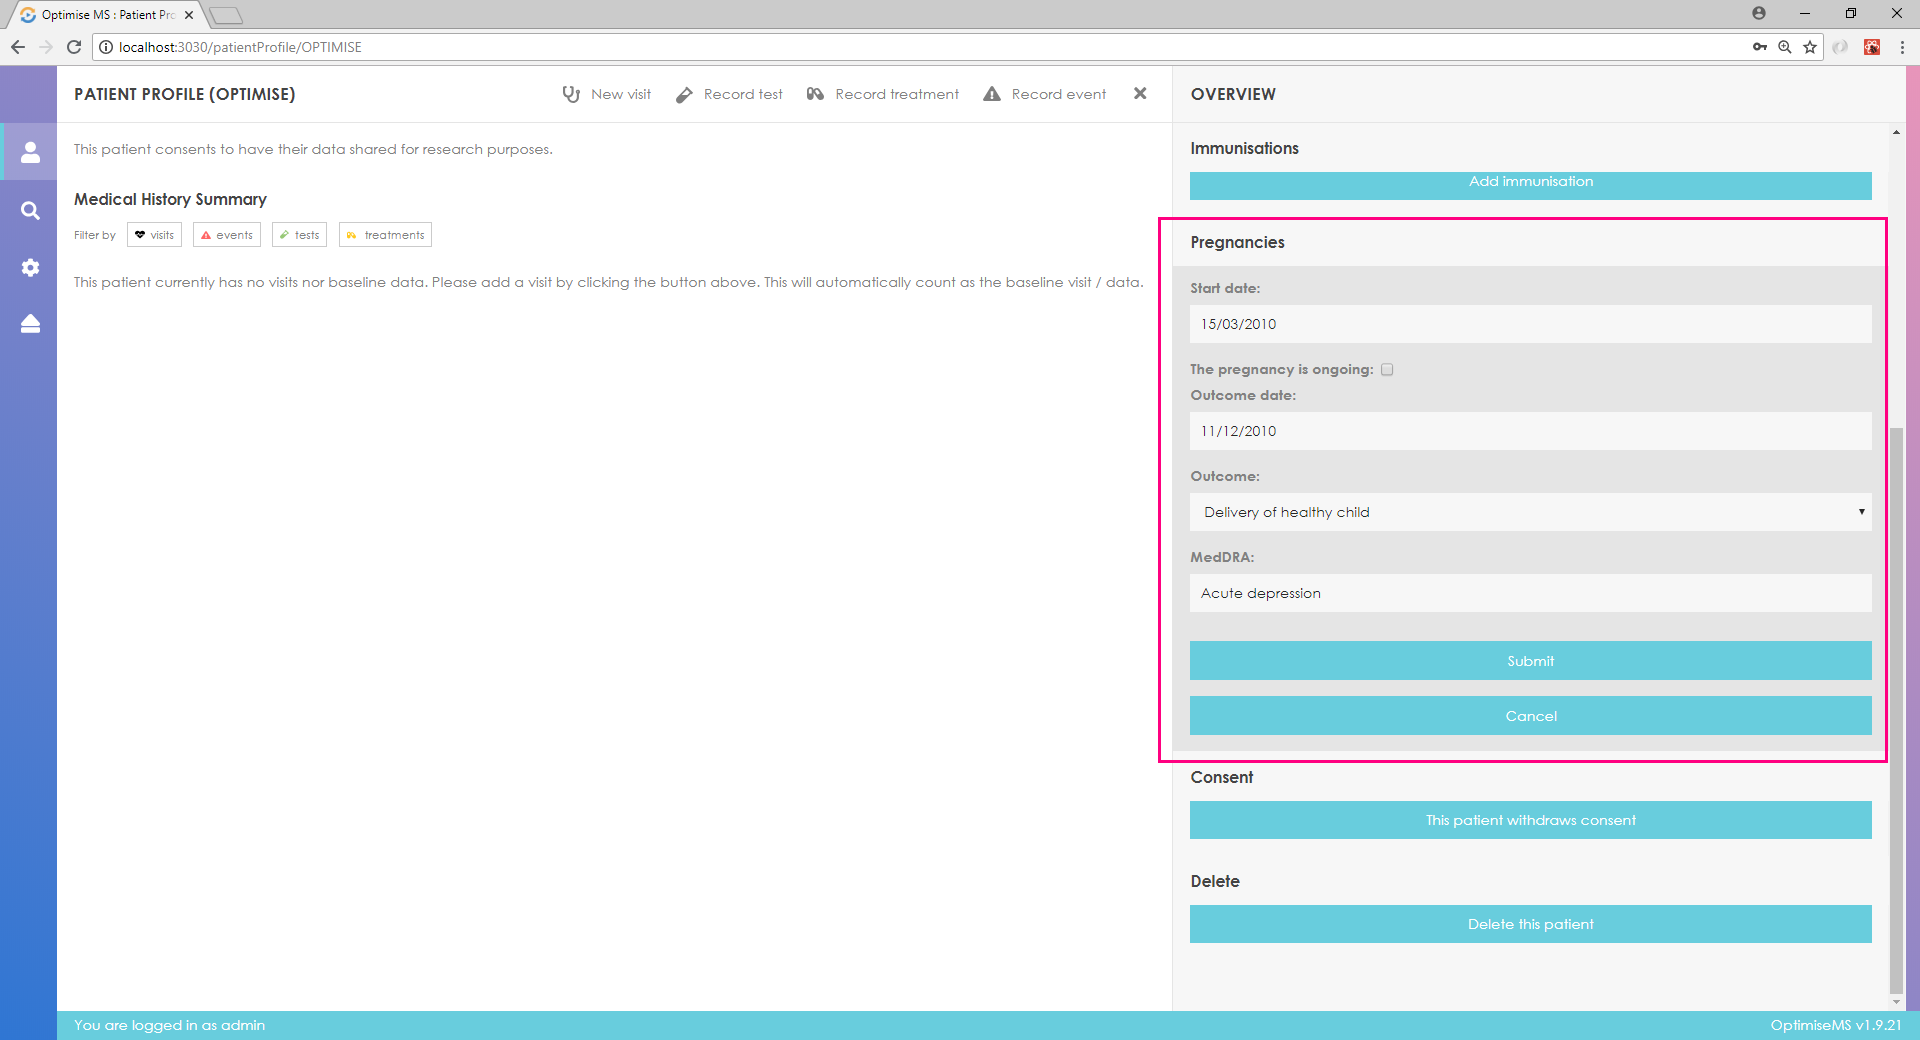 Optimise MS : Patient Pro
localhost:3030/patientProfile/OPTIMISE
PATIENT PROFILE (OPTIMISE)
New visit
Record test
Record treatment
Record event
OVERVIEW
This patient consents to have their data shared for research purposes.
Medical History Summary
Filter by
visits
events
tests
treatments
This patient currently has no visits nor baseline data. Please add a visit by clicking the button above. This will automatically count as the baseline visit / data.
Immunisations
Add immunisation
Pregnancies
Start date:
15/03/2010
The pregnancy is ongoing:
Outcome date:
11/12/2010
Outcome:
Delivery of healthy child
MedDRA:
Acute depression
Submit
Cancel
Consent
This patient withdraws consent
Delete
Delete this patient
You are logged in as admin
OptimiseMS v1.9.21